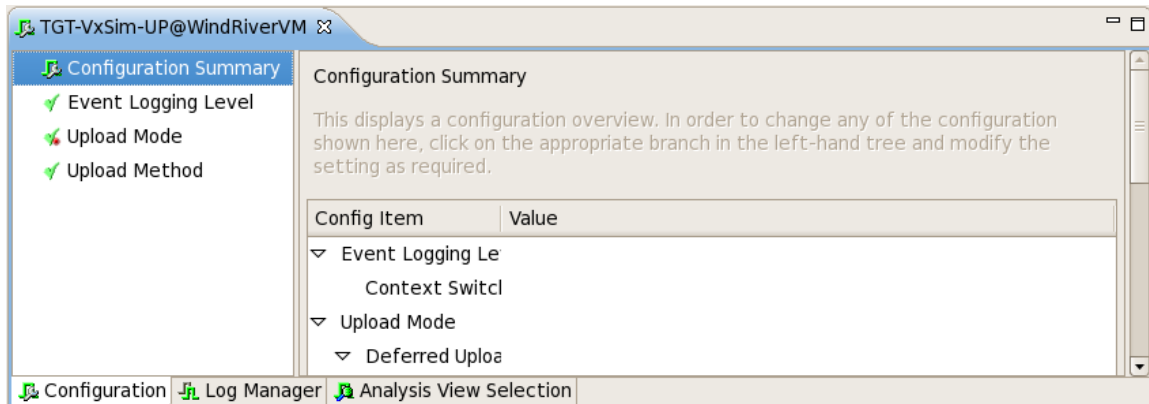 TGT-VxSim-UP@WindRiverVM
Configuration Summary
Event Logging Level
Upload Mode
Upload Method
Configuration Summary
This displays a configuration overview. In order to change any of the configuration
shown here, click on the appropriate branch in the left-hand tree and modify the
setting as required.
Config Item Value
Event Logging Le
Context Switcl
Upload Mode
Deferred Uploa
Configuration Log Manager Analysis View Selection